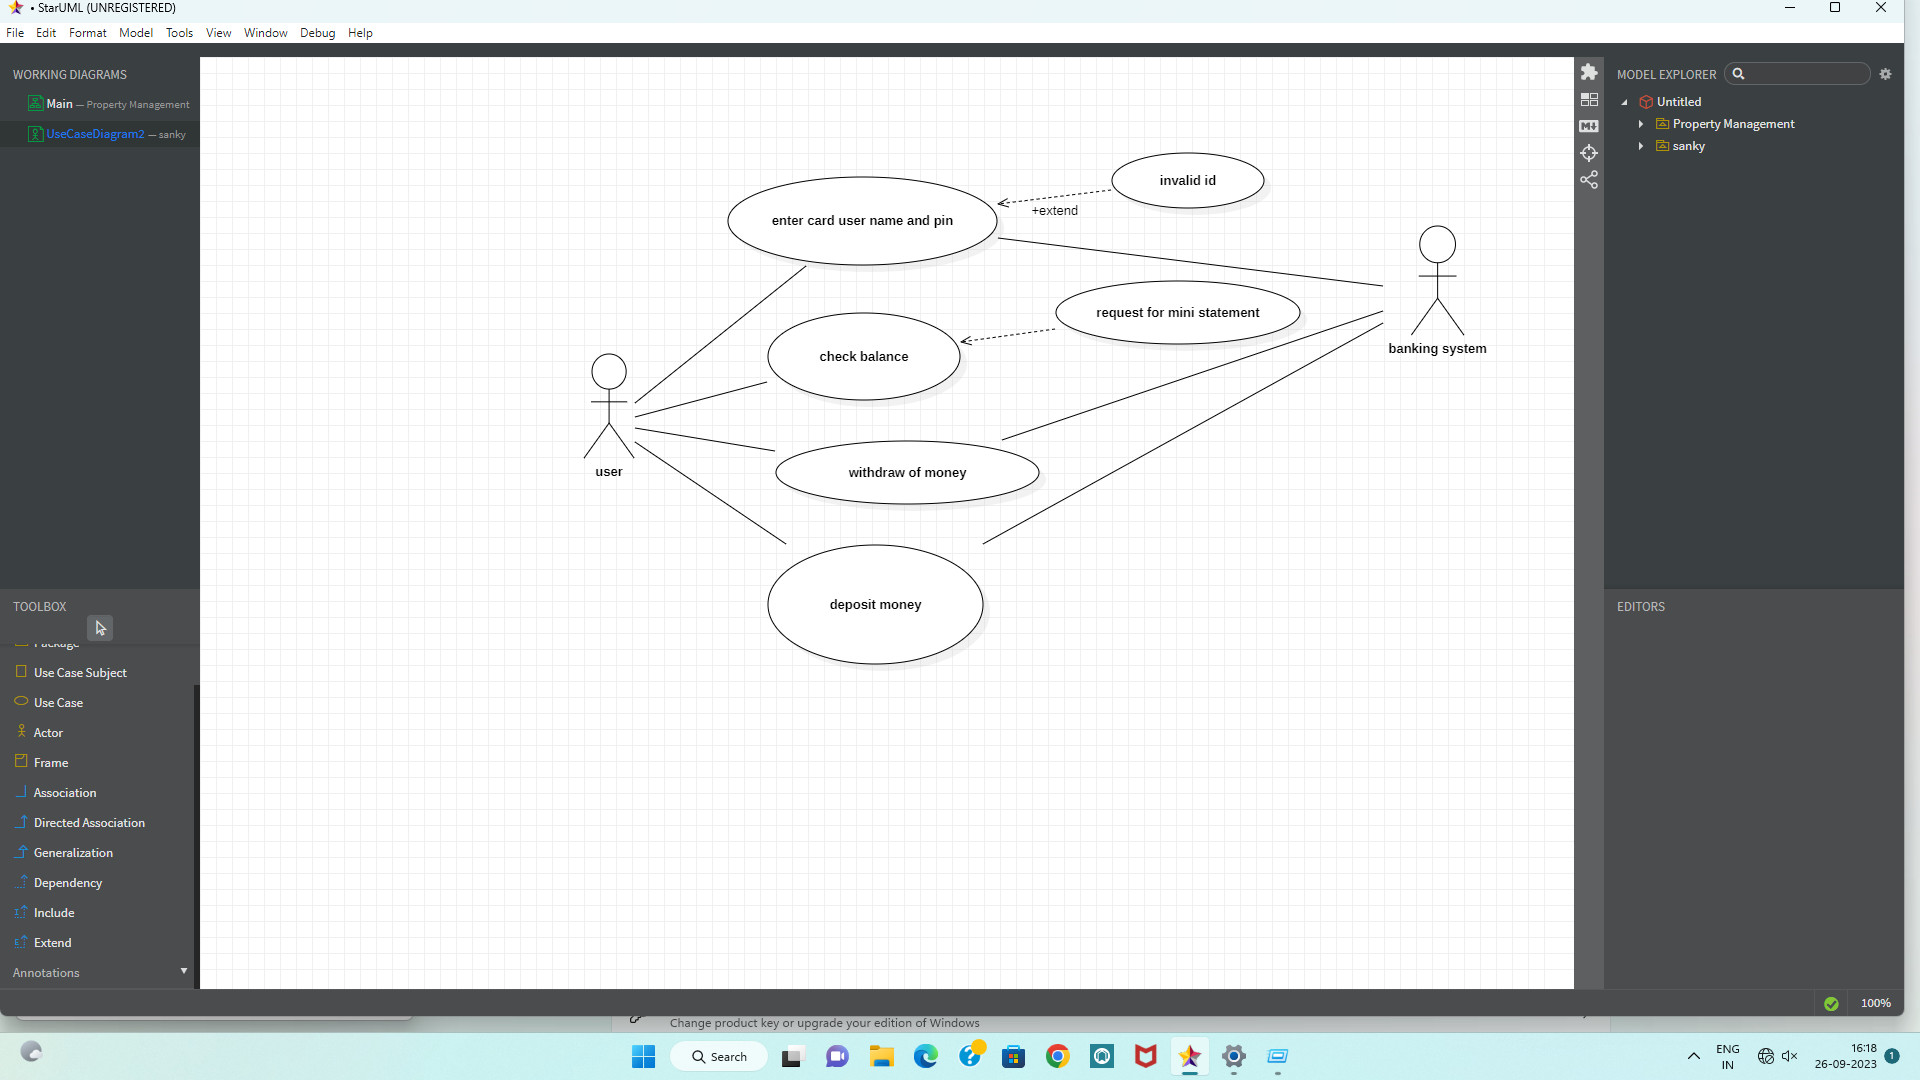 • StarUML (UNREGISTERED)
File Edit Format Model Tools View Window Debug Help
WORKING DIAGRAMS
Main — Property Management
UseCaseDiagram2 — sanky
enter card user name and pin
invalid id
+extend
request for mini statement
check balance
banking system
user
withdraw of money
deposit money
MODEL EXPLORER
Untitled
Property Management
sanky
TOOLBOX
Package
Use Case Subject
Use Case
Actor
Frame
Association
Directed Association
Generalization
Dependency
Include
Extend
Annotations
EDITORS
100%
Change product key or upgrade your edition of Windows
Search
ENG
IN
16:18
26-09-2023
1